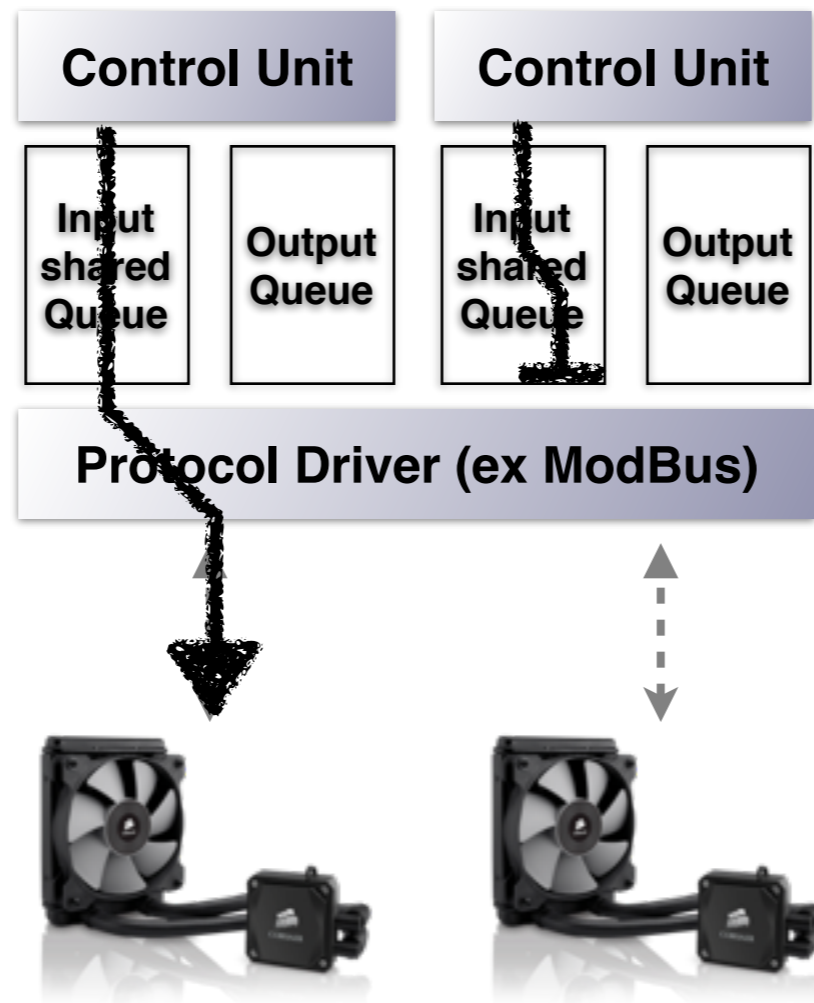 Control Unit
Control Unit
Input
shared
Queue
Output
Queue
Input
shared
Queue
Output
Queue
Protocol Driver (ex ModBus)